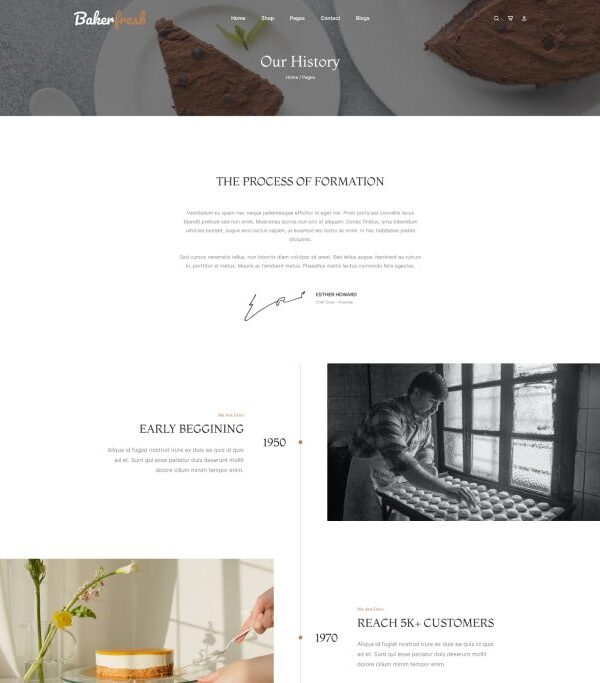 Bakerfresh
Home Shop Pages Contact Blogs
Our History
Home / Pages
THE PROCESS OF FORMATION
Vestibulum eu quam nec neque pellentesque efficitur id eget nisl. Proin porta est convallis lacus
blandit pretium sed non enim. Maecenas lacinia non orci at aliquam. Donec finibus, urna bibendum
ultricies laoreet, augue eros luctus sapien, at euismod leo tortor ac enim. In hac habitasse platea
dictumst.
Sed cursus venenatis tellus, non lobortis diam volutpat sit amet. Sed tellus augue, hendrerit eu rutrum
in, porttitor at metus. Mauris ac hendrerit metus. Phasellus mattis lectus commodo felis egestas.
ESTHER HOWARD
We Are Ekko
EARLY BEGGINING
1950
Aliqua id fugiat nostrud irure ex duis ea quis id quis
ad et. Sunt qui esse pariatur duis deserunt mollit
dolore cillum minim tempor enim.
We Are Ekko
REACH 5K+ CUSTOMERS
1970
Aliqua id fugiat nostrud irure ex duis ea quis id quis
ad et. Sunt qui esse pariatur duis deserunt mollit
dolore cillum minim tempor enim.